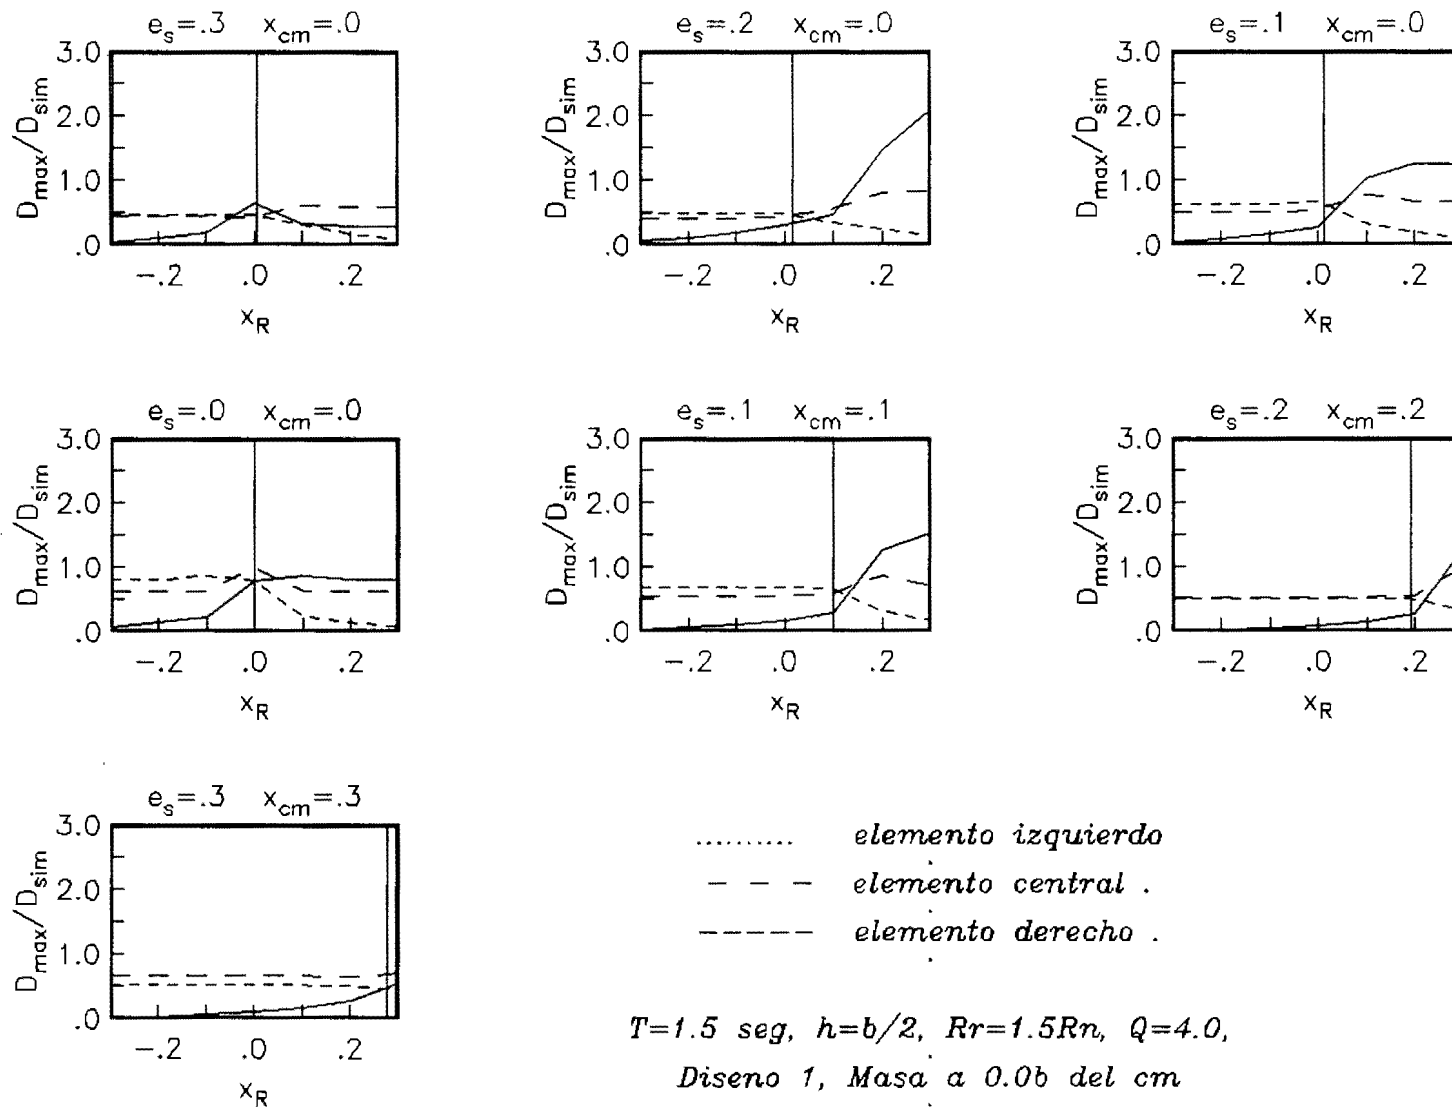 e_s=.3 x_cm=.0
D_max/D_sim
3.0
2.0
1.0
.0
-.2 .0 .2
x_R
e_s=.2 x_cm=.0
D_max/D_sim
3.0
2.0
1.0
.0
-.2 .0 .2
x_R
e_s=.1 x_cm=.0
D_max/D_sim
3.0
2.0
1.0
.0
-.2 .0 .2
x_R
e_s=.0 x_cm=.0
D_max/D_sim
3.0
2.0
1.0
.0
-.2 .0 .2
x_R
e_s=.1 x_cm=.1
D_max/D_sim
3.0
2.0
1.0
.0
-.2 .0 .2
x_R
e_s=.2 x_cm=.2
D_max/D_sim
3.0
2.0
1.0
.0
-.2 .0 .2
x_R
e_s=.3 x_cm=.3
D_max/D_sim
3.0
2.0
1.0
.0
-.2 .0 .2
x_R
elemento izquierdo
elemento central .
elemento derecho .
T=1.5 seg, h=b/2, Rr=1.5Rn, Q=4.0,
Diseno 1, Masa a 0.0b del cm